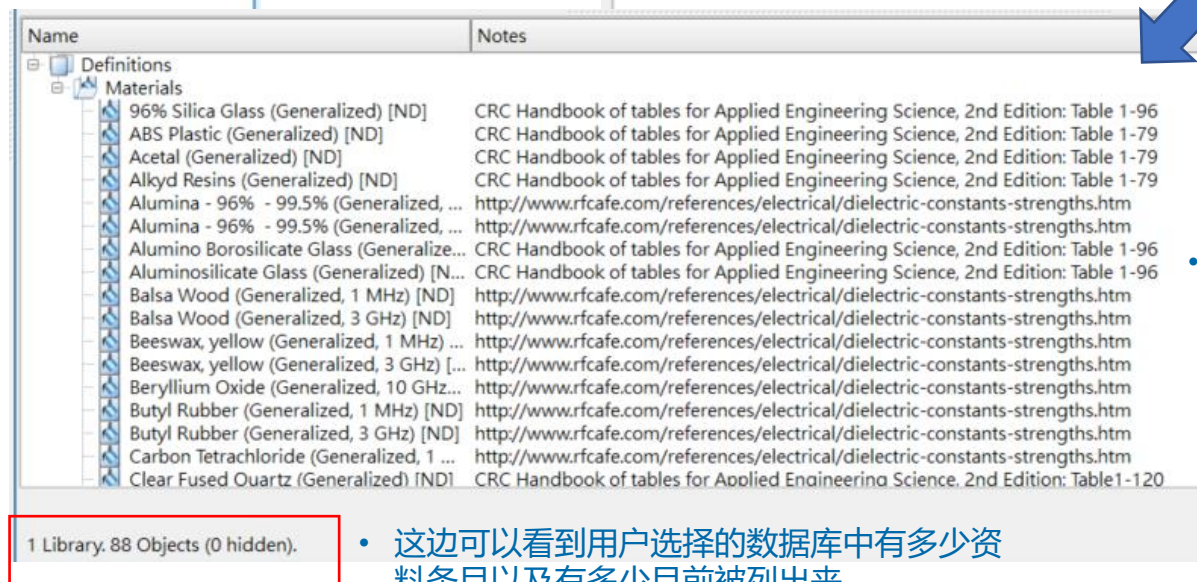 Name Notes
Definitions
Materials
96% Silica Glass (Generalized) [ND] CRC Handbook of tables for Applied Engineering Science, 2nd Edition: Table 1-96
ABS Plastic (Generalized) [ND] CRC Handbook of tables for Applied Engineering Science, 2nd Edition: Table 1-79
Acetal (Generalized) [ND] CRC Handbook of tables for Applied Engineering Science, 2nd Edition: Table 1-79
Alkyd Resins (Generalized) [ND] CRC Handbook of tables for Applied Engineering Science, 2nd Edition: Table 1-79
Alumina - 96%  - 99.5% (Generalized, ... http://www.rfcafe.com/references/electrical/dielectric-constants-strengths.htm
Alumina - 96%  - 99.5% (Generalized, ... http://www.rfcafe.com/references/electrical/dielectric-constants-strengths.htm
Alumino Borosilicate Glass (Generalize... CRC Handbook of tables for Applied Engineering Science, 2nd Edition: Table 1-96
Aluminosilicate Glass (Generalized) [N... CRC Handbook of tables for Applied Engineering Science, 2nd Edition: Table 1-96
Balsa Wood (Generalized, 1 MHz) [ND] http://www.rfcafe.com/references/electrical/dielectric-constants-strengths.htm
Balsa Wood (Generalized, 3 GHz) [ND] http://www.rfcafe.com/references/electrical/dielectric-constants-strengths.htm
Beeswax, yellow (Generalized, 1 MHz) ... http://www.rfcafe.com/references/electrical/dielectric-constants-strengths.htm
Beeswax, yellow (Generalized, 3 GHz) [... http://www.rfcafe.com/references/electrical/dielectric-constants-strengths.htm
Beryllium Oxide (Generalized, 10 GHz... http://www.rfcafe.com/references/electrical/dielectric-constants-strengths.htm
Butyl Rubber (Generalized, 1 MHz) [ND] http://www.rfcafe.com/references/electrical/dielectric-constants-strengths.htm
Butyl Rubber (Generalized, 3 GHz) [ND] http://www.rfcafe.com/references/electrical/dielectric-constants-strengths.htm
Carbon Tetrachloride (Generalized, 1 ... http://www.rfcafe.com/references/electrical/dielectric-constants-strengths.htm
Clear Fused Quartz (Generalized) [ND] CRC Handbook of tables for Applied Engineering Science, 2nd Edition: Table1-120
1 Library. 88 Objects (0 hidden).
• 这边可以看到用户选择的数据库中有多少资
料条目以及有多少目前被列出来